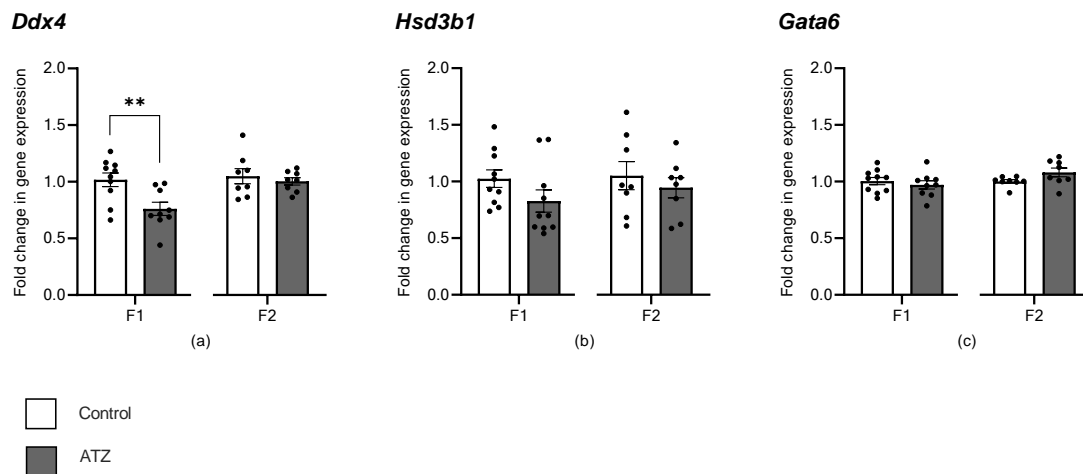 Ddx4
Hsd3b1
Gata6
Fold change in gene expression
2.0
1.5
1.0
0.5
0.0
**
F1
F2
(a)
Fold change in gene expression
2.0
1.5
1.0
0.5
0.0
F1
F2
(b)
Fold change in gene expression
2.0
1.5
1.0
0.5
0.0
F1
F2
(c)
Control
ATZ